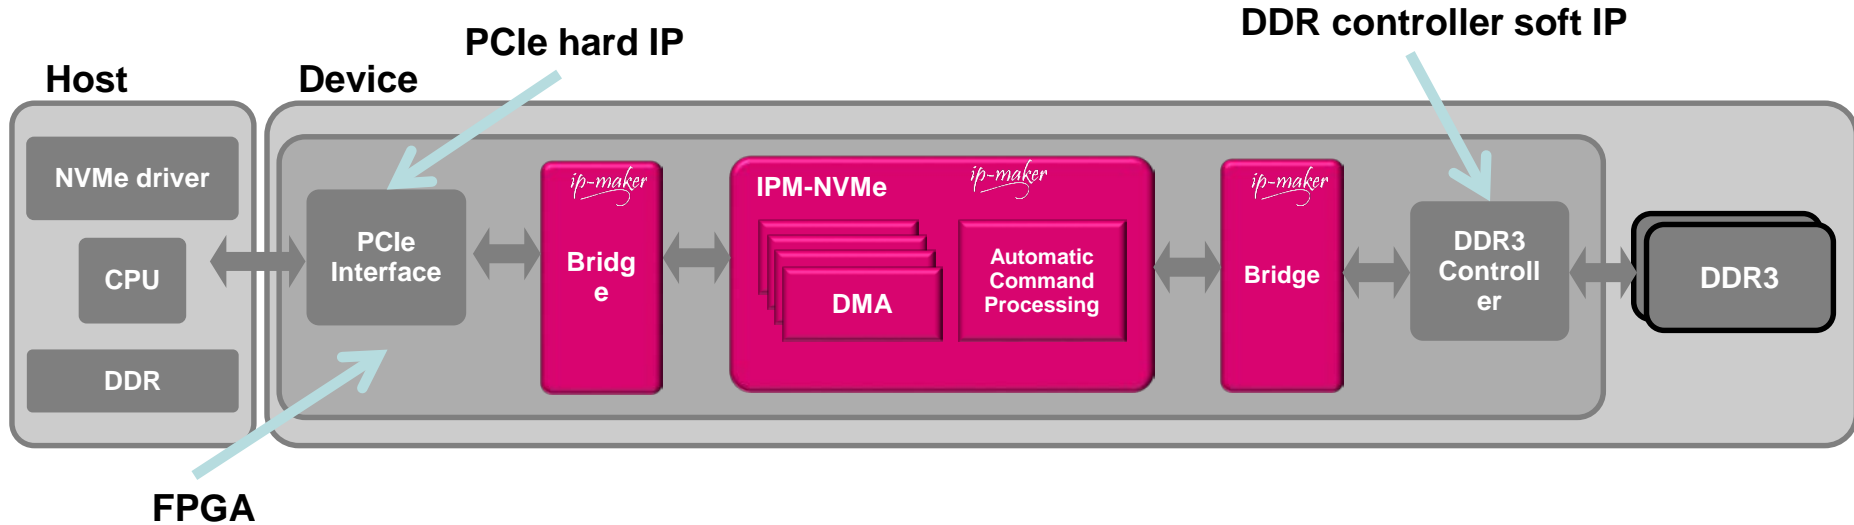 DDR controller soft IP
PCIe hard IP
Host
Device
NVMe driver
CPU
DDR
PCIe
Interface
ip-maker
Bridg
e
IPM-NVMe
ip-maker
DMA
Automatic
Command
Processing
ip-maker
Bridge
DDR3
Controll
er
DDR3
FPGA